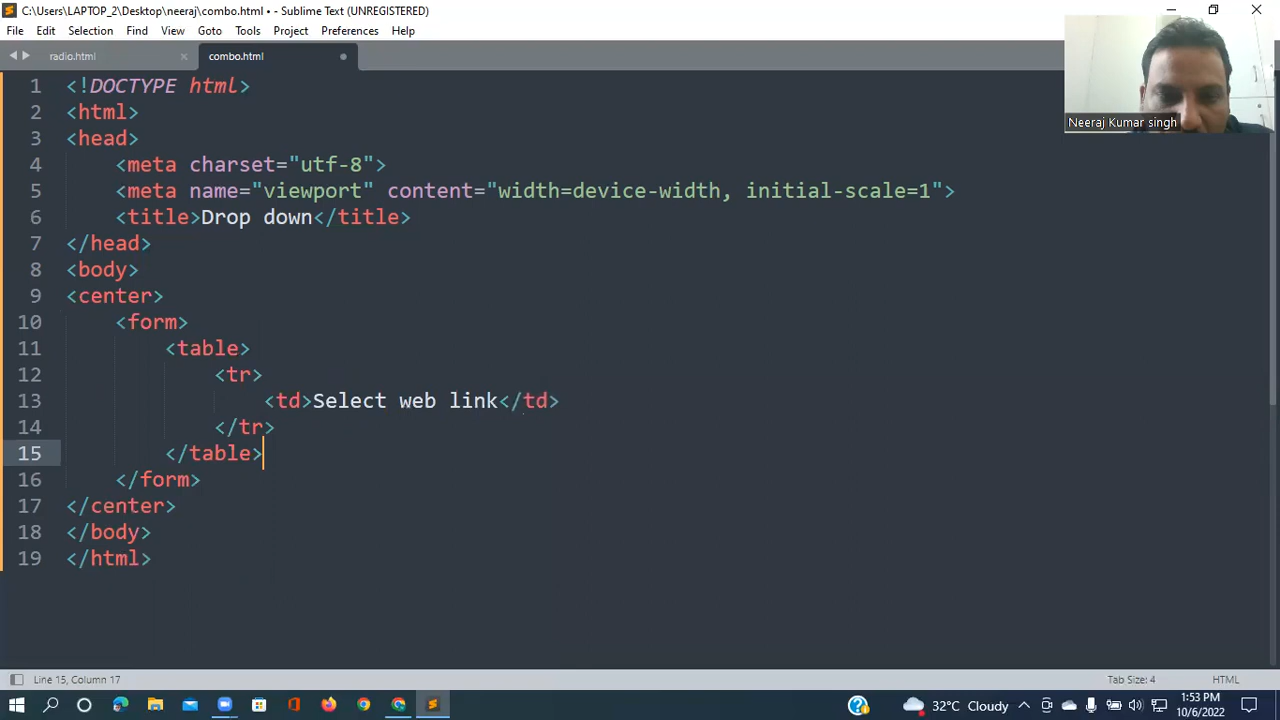 C:\Users\LAPTOP_2\Desktop\neeraj\combo.html • - Sublime Text (UNREGISTERED)
File Edit Selection Find View Goto Tools Project Preferences Help
radio.html
combo.html
1 <!DOCTYPE html>
2 <html>
3 <head>
4 <meta charset="utf-8">
5 <meta name="viewport" content="width=device-width, initial-scale=1">
6 <title>Drop down</title>
7 </head>
8 <body>
9 <center>
10 <form>
11 <table>
12 <tr>
13 <td>Select web link</td>
14 </tr>
15 </table>
16 </form>
17 </center>
18 </body>
19 </html>
Neeraj Kumar singh
Line 15, Column 17
Tab Size: 4
HTML
32°C Cloudy
1:53 PM
10/6/2022